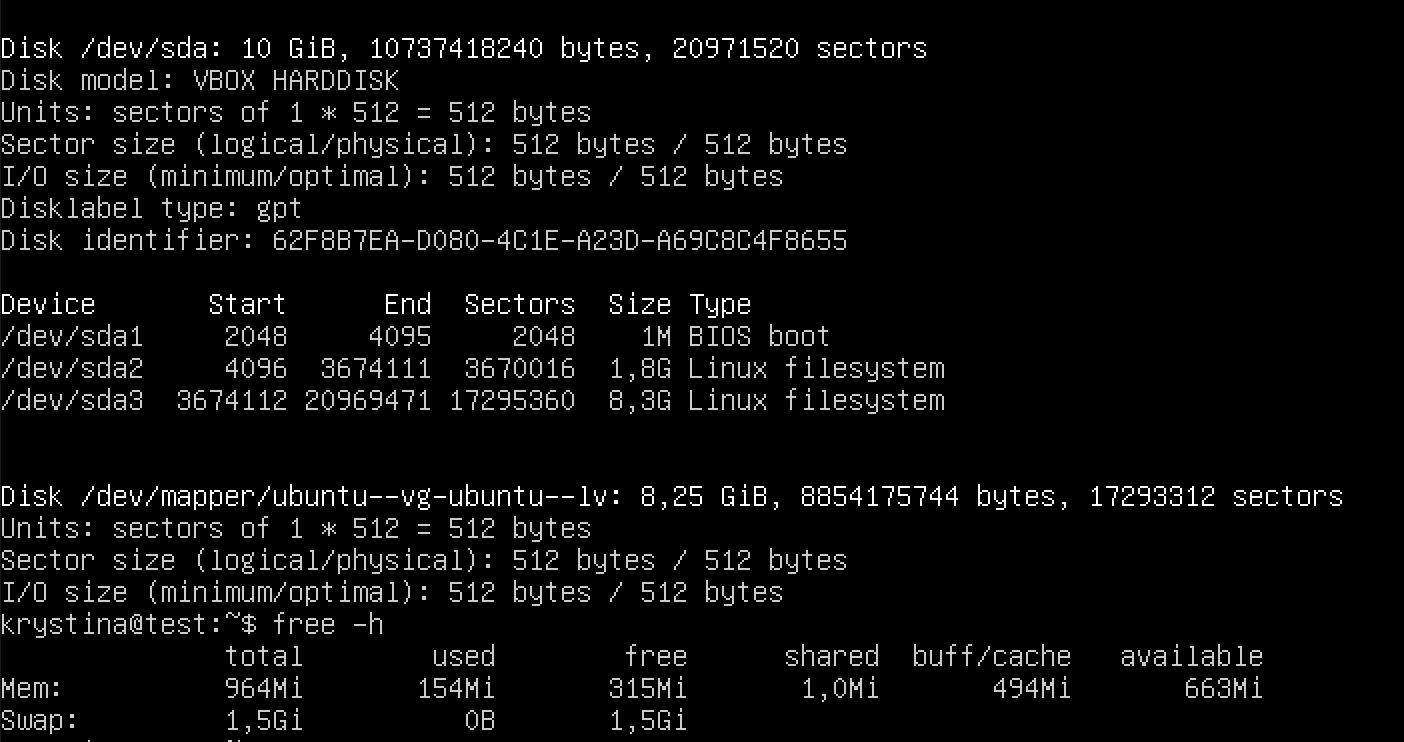 Disk /dev/sda: 10 GiB, 10737418240 bytes, 20971520 sectors
Disk model: VBOX HARDDISK
Units: sectors of 1 * 512 = 512 bytes
Sector size (logical/physical): 512 bytes / 512 bytes
I/O size (minimum/optimal): 512 bytes / 512 bytes
Disklabel type: gpt
Disk identifier: 62F8B7EA-D080-4C1E-A23D-A69C8C4F8655
Device Start End Sectors Size Type
/dev/sda1 2048 4095 2048 1M BIOS boot
/dev/sda2 4096 3674111 3670016 1,8G Linux filesystem
/dev/sda3 3674112 20969471 17295360 8,3G Linux filesystem
Disk /dev/mapper/ubuntu--vg-ubuntu--lv: 8,25 GiB, 8854175744 bytes, 17293312 sectors
Units: sectors of 1 * 512 = 512 bytes
Sector size (logical/physical): 512 bytes / 512 bytes
I/O size (minimum/optimal): 512 bytes / 512 bytes
krystina@test:~$ free -h
total used free shared buff/cache available
Mem: 964Mi 154Mi 315Mi 1,0Mi 494Mi 663Mi
Swap: 1,5Gi 0B 1,5Gi